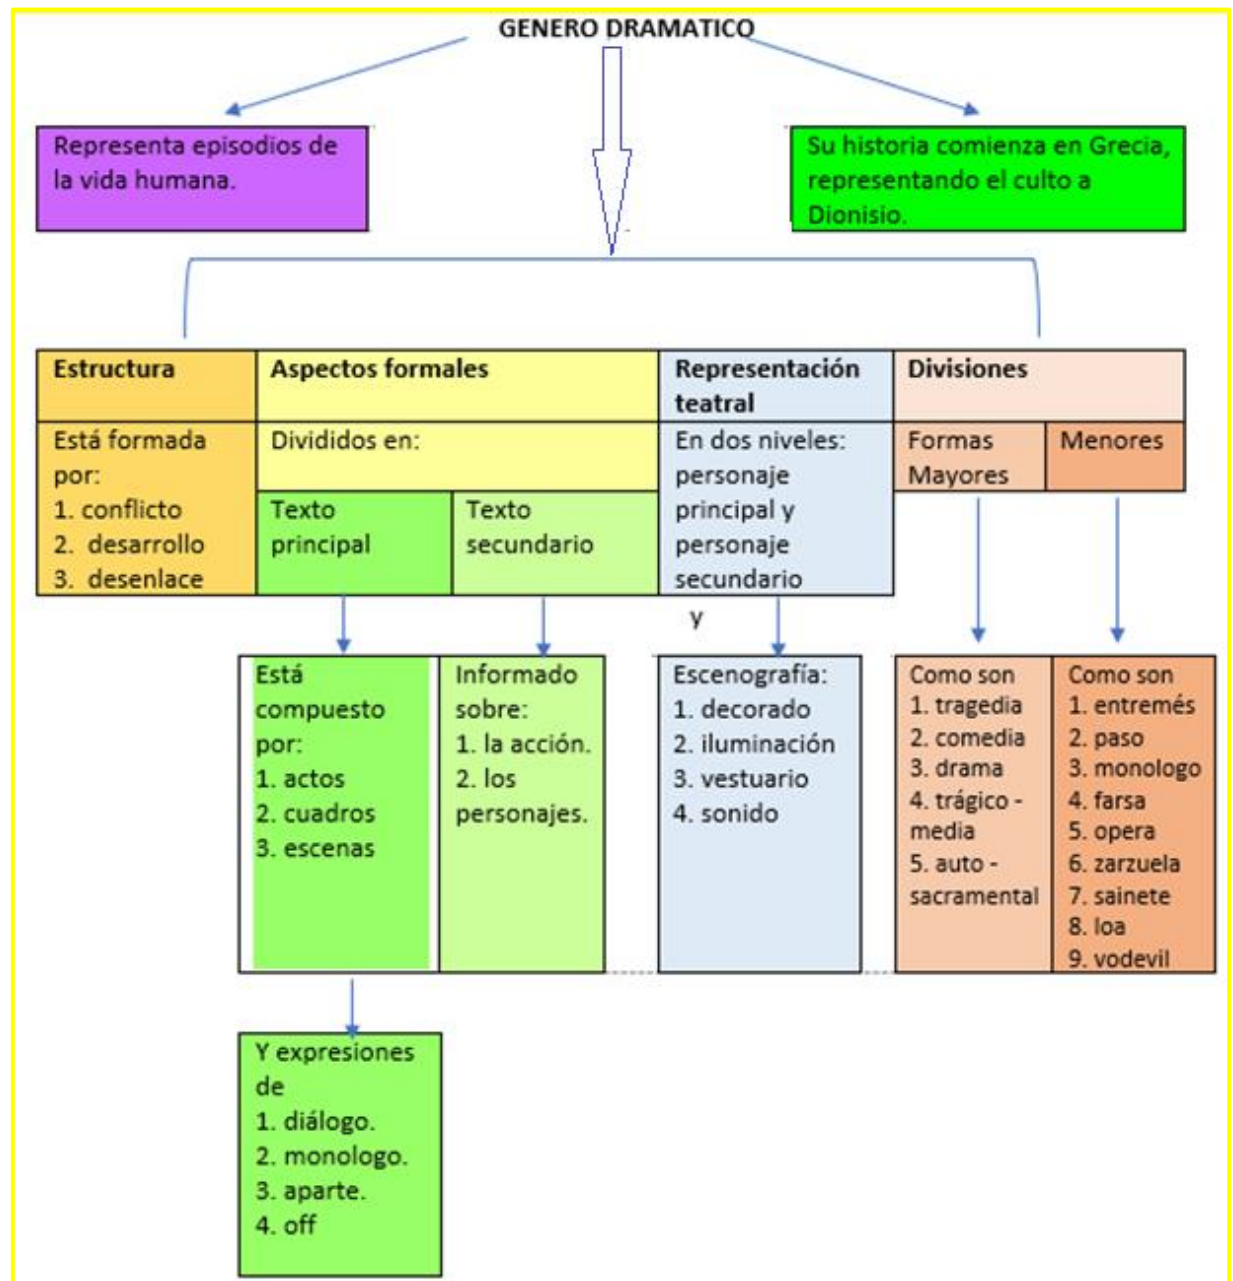 GENERO DRAMATICO
Representa episodios de
la vida humana.
Su historia comienza en Grecia,
representando el culto a
Dionisio.
Estructura
Está formada
por:
1. conflicto
2. desarrollo
3. desenlace
Aspectos formales
Divididos en:
Texto
principal
Texto
secundario
Representación
teatral
En dos niveles:
personaje
principal y
personaje
secundario
Divisiones
Formas
Mayores
Menores
y
Está
compuesto
por:
1. actos
2. cuadros
3. escenas
Informado
sobre:
1. la acción.
2. los
personajes.
Escenografía:
1. decorado
2. iluminación
3. vestuario
4. sonido
Como son
1. tragedia
2. comedia
3. drama
4. trágico -
media
5. auto -
sacramental
Como son
1. entremés
2. paso
3. monologo
4. farsa
5. opera
6. zarzuela
7. sainete
8. loa
9. vodevil
Y expresiones
de
1. diálogo.
2. monologo.
3. aparte.
4. off